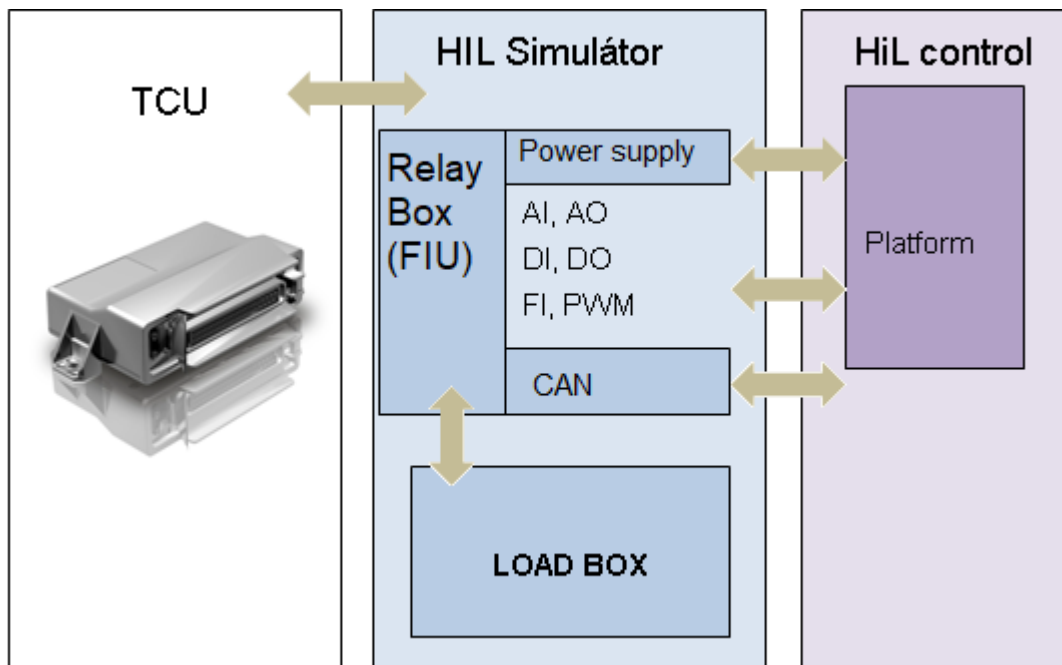 TCU
HIL Simulátor
Relay
Box
(FIU)
Power supply
AI, AO
DI, DO
FI, PWM
CAN
LOAD BOX
HiL control
Platform